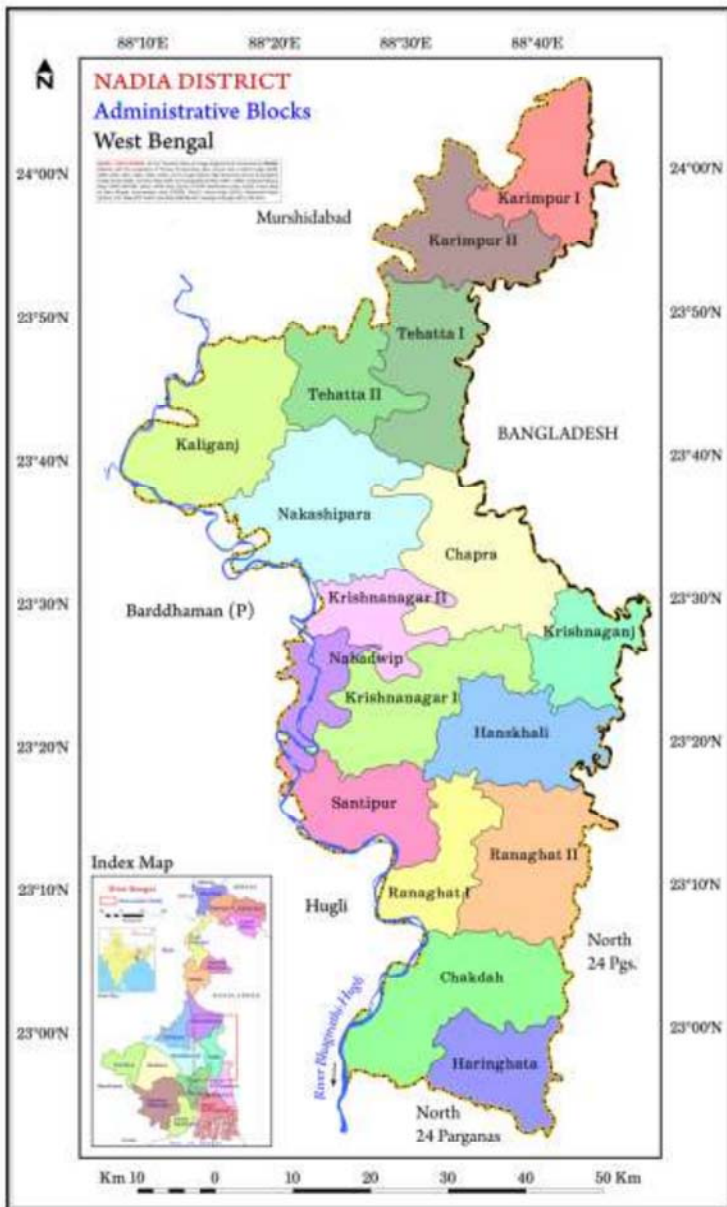 88°10'E 88°20'E 88°30'E 88°40'E
N
NADIA DISTRICT
Administrative Blocks
West Bengal
24°00'N
24°00'N
Karimpur I
Murshidabad
Karimpur II
23°50'N
23°50'N
Tehatta I
Tehatta II
BANGLADESH
Kaliganj
23°40'N
23°40'N
Nakashipara
Chapra
23°30'N
23°30'N
Barddhaman (P)
Krishnanagar II
Krishnaganj
Nabadwip
Krishnanagar I
Hanskhali
23°20'N
23°20'N
Santipur
Ranaghat II
Index Map
Hugli
Ranaghat I
23°10'N
23°10'N
North
24 Pgs.
Chakdah
23°00'N
23°00'N
River Bhagirathi-Hugli
Haringhata
North
24 Parganas
Km 10 0 10 20 30 40 50 Km